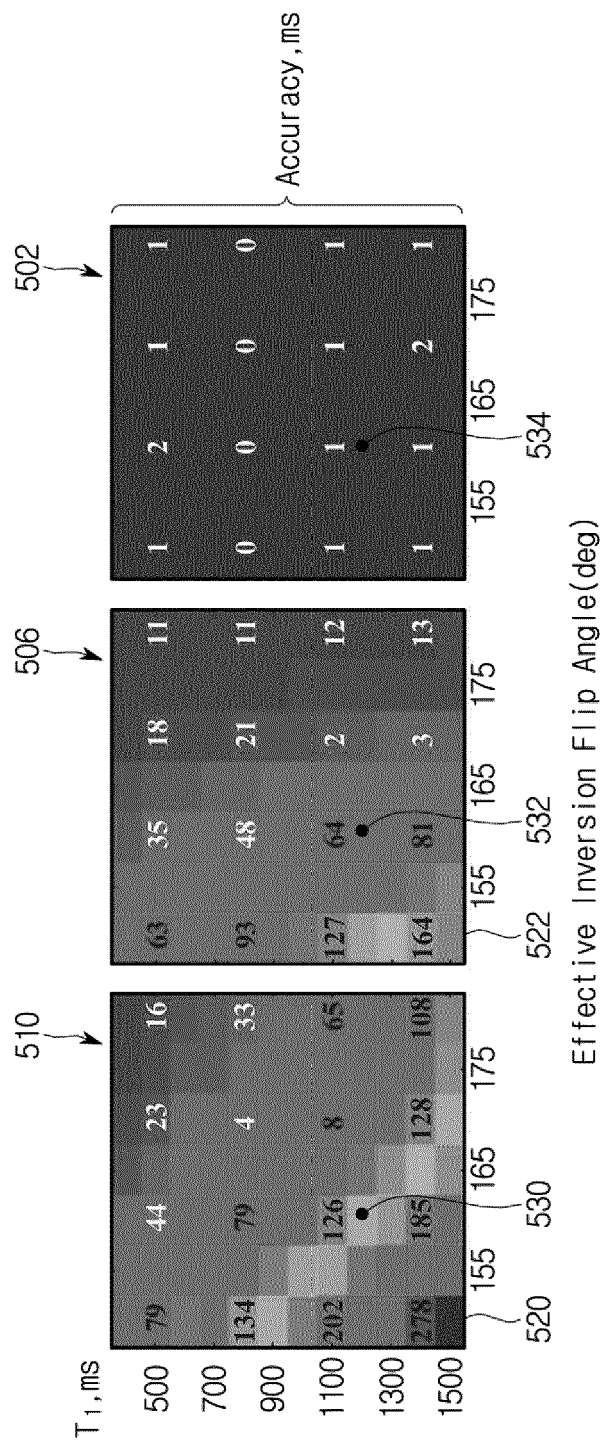 510
506
502
T1,ms
500
700
900
1100
1300
1500
79 44 23 16
134 79 4 33
202 126 8 65
278 185 128 108
155 165 175
520
530
63 35 18 11
93 48 21 11
127 64 2 12
164 81 3 13
155 165 175
522
532
1 2 1 1
0 0 0 0
1 1 1 1
1 1 2 1
155 165 175
534
Accuracy,ms
Effective Inversion Flip Angle(deg)